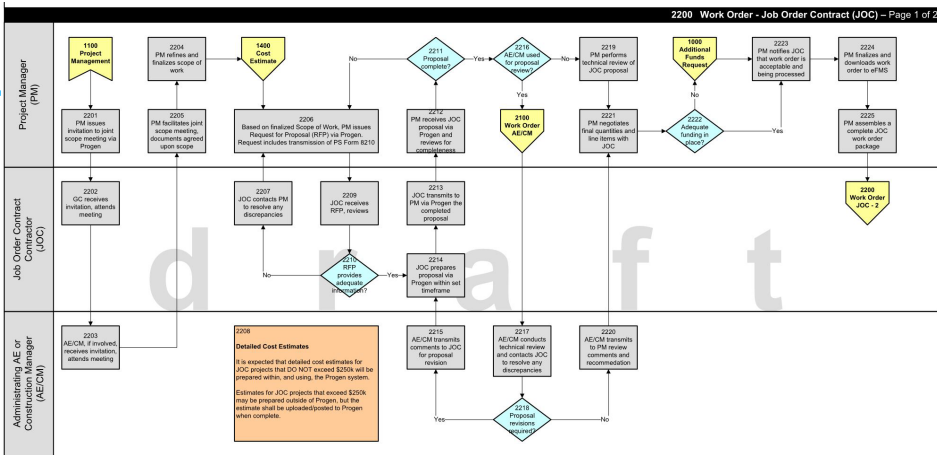 2200 Work Order - Job Order Contract (JOC) – Page 1 of 2
Project Manager
(PM)
1100
Project
Management
2204
PM refines and
finalizes scope of
work
1400
Cost
Estimate
2211
Proposal
complete?
2216
AE/CM used
for proposal
review?
2219
PM performs
technical review of
JOC proposal
1000
Additional
Funds
Request
2223
PM notifies JOC
that work order is
acceptable and
being processed
2224
PM finalizes and
downloads work
order to eFMS
No
Yes
No
Yes
No
Yes
2201
PM issues
invitation to joint
scope meeting via
Progen
2205
PM facilitates joint
scope meeting,
documents agreed
upon scope
2206
Based on finalized Scope of Work, PM issues
Request for Proposal (RFP) via Progen.
Request includes transmission of PS Form 8210
2212
PM receives JOC
proposal via
Progen and
reviews for
completeness
2100
Work Order
AE/CM
2221
PM negotiates
final quantities and
line items with
JOC
2222
Adequate
funding in
place?
2225
PM assembles a
complete JOC
work order
package
Job Order Contract
Contractor
(JOC)
2202
GC receives
invitation, attends
meeting
2207
JOC contacts PM
to resolve any
discrepancies
2209
JOC receives
RFP, reviews
2213
JOC transmits to
PM via Progen the
completed
proposal
2200
Work Order
JOC - 2
2210
RFP
provides
adequate
information?
No
Yes
2214
JOC prepares
proposal via
Progen within set
timeframe
draft
Administrating AE or
Construction Manager
(AE/CM)
2203
AE/CM, if involved,
receives invitation,
attends meeting
2208
Detailed Cost Estimates
It is expected that detailed cost estimates for
JOC projects that DO NOT exceed $250k will be
prepared within, and using, the Progen system.
Estimates for JOC projects that exceed $250k
may be prepared outside of Progen, but the
estimate shall be uploaded/posted to Progen
when complete.
2215
AE/CM transmits
comments to JOC
for proposal
revision
2217
AE/CM conducts
technical review
and contacts JOC
to resolve any
discrepancies
2220
AE/CM transmits
to PM review
comments and
recommodation
2218
Proposal
revisions
required?
Yes
No